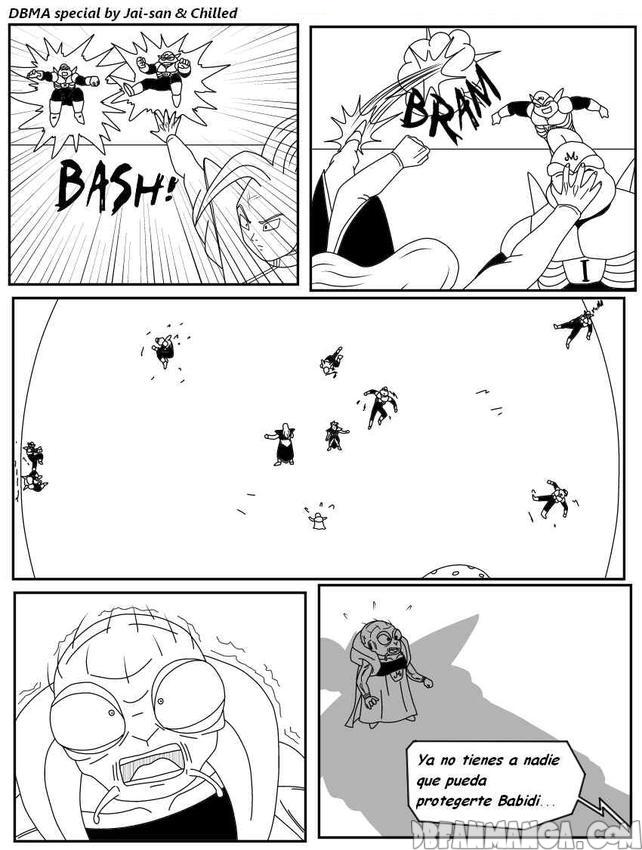 DBMA special by Jai-san & Chilled
BASH!
BRAM
M
I
Ya no tienes a nadie
que pueda
protegerte Babidi...
DBFANMANGA.COM